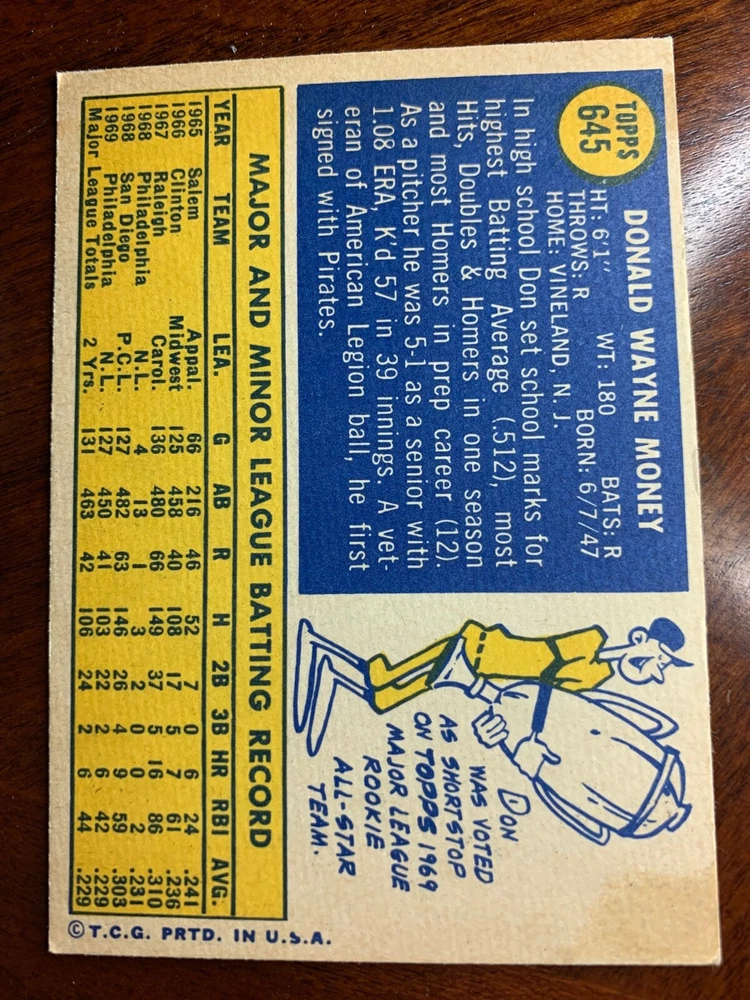 TOPPS
645
DONALD WAYNE MONEY
HT: 6'1" WT: 180 BATS: R
THROWS: R BORN: 6/7/47
HOME: VINELAND, N. J.
In high school Don set school marks for
highest Batting Average (.512), most
Hits, Doubles & Homers in one season
and most Homers in prep career (12).
As a pitcher he was 5-1 as a senior with
1.08 ERA, K'd 57 in 39 innings. A vet-
eran of American Legion ball, he first
signed with Pirates.
DON
WAS VOTED
AS SHORTSTOP
ON TOPPS 1969
MAJOR LEAGUE
ROOKIE
ALL-STAR
TEAM.
MAJOR AND MINOR LEAGUE BATTING RECORD
YEAR TEAM LEA. G AB R H 2B 3B HR RBI AVG.
1965 Salem Appal. 66 216 46 52 7 0 6 24 .241
1966 Clinton Midwest 125 458 40 108 17 5 7 61 .236
1967 Raleigh Carol. 136 480 66 149 37 5 16 86 .310
1968 Philadelphia N.L. 4 13 1 3 2 0 0 2 .231
1968 San Diego P.C.L. 127 482 63 146 26 4 9 59 .303
1969 Philadelphia N.L. 127 450 41 103 22 2 6 42 .229
Major League Totals 2 Yrs. 131 463 42 106 24 2 6 44 .229
©T.C.G. PRTD. IN U.S.A.